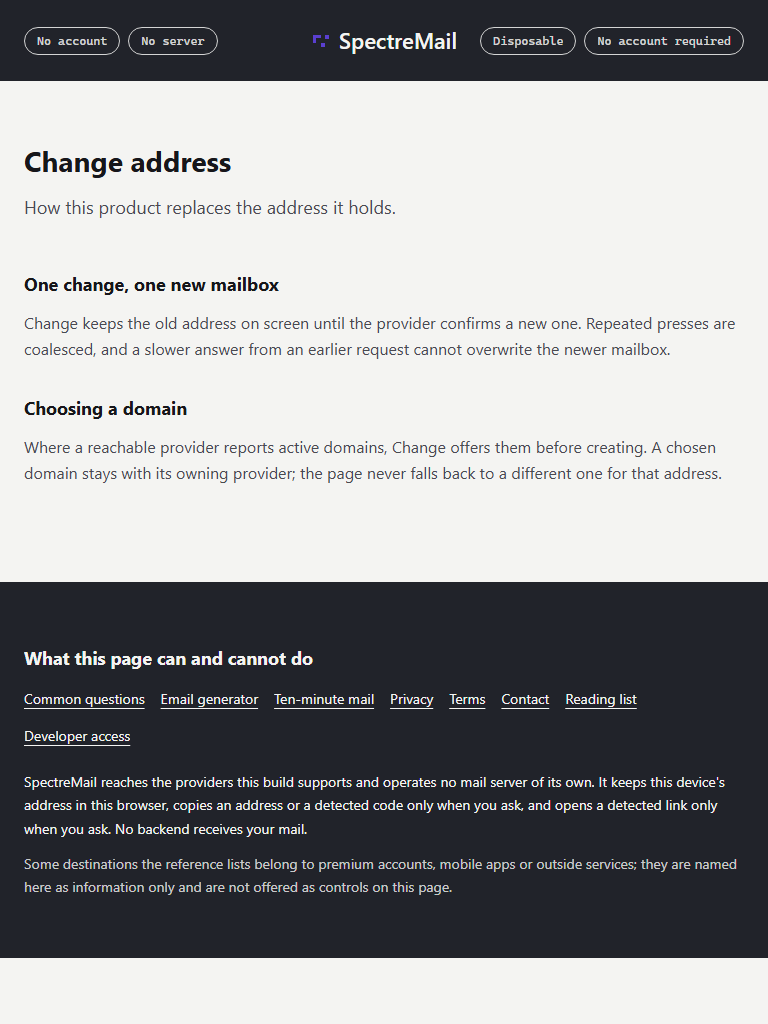 No account
No server
SpectreMail
Disposable
No account required
Change address
How this product replaces the address it holds.
One change, one new mailbox
Change keeps the old address on screen until the provider confirms a new one. Repeated presses are
coalesced, and a slower answer from an earlier request cannot overwrite the newer mailbox.
Choosing a domain
Where a reachable provider reports active domains, Change offers them before creating. A chosen
domain stays with its owning provider; the page never falls back to a different one for that address.
What this page can and cannot do
Common questions Email generator Ten-minute mail Privacy Terms Contact Reading list
Developer access
SpectreMail reaches the providers this build supports and operates no mail server of its own. It keeps this device's
address in this browser, copies an address or a detected code only when you ask, and opens a detected link only
when you ask. No backend receives your mail.
Some destinations the reference lists belong to premium accounts, mobile apps or outside services; they are named
here as information only and are not offered as controls on this page.